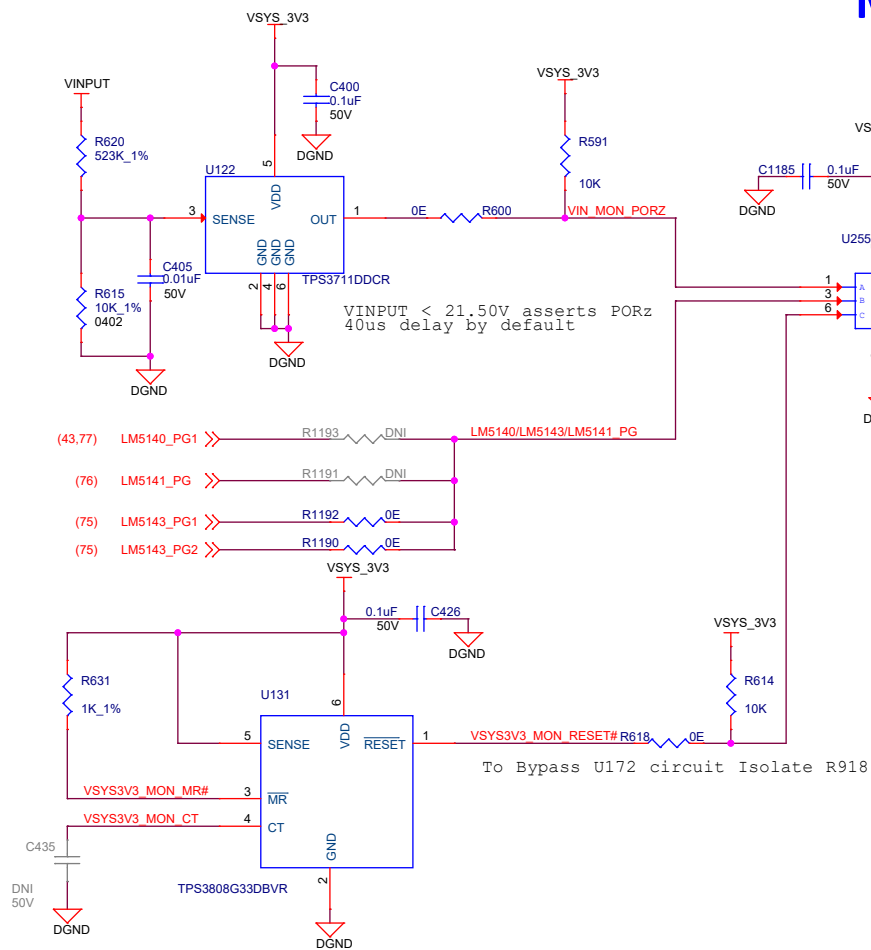 VSYS_3V3
C400
0.1uF
50V
DGND
VINPUT
R620
523K_1%
U122
5
VDD
3
SENSE
OUT
1
GND
GND
GND
2
4
6
TPS3711DDCR
DGND
C405
0.01uF
50V
R615
10K_1%
0402
DGND
0E
R600
VSYS_3V3
R591
10K
VIN_MON_PORZ
VINPUT < 21.50V asserts PORz
40us delay by default
VS
C1185
0.1uF
50V
DGND
U255
1
A
3
B
6
C
D
(43,77)
LM5140_PG1
R1193
DNI
LM5140/LM5143/LM5141_PG
(76)
LM5141_PG
R1191
DNI
(75)
LM5143_PG1
R1192
0E
(75)
LM5143_PG2
R1190
0E
VSYS_3V3
0.1uF
C426
50V
DGND
R631
1K_1%
U131
6
VDD
5
SENSE
RESET
1
VSYS3V3_MON_RESET#
R618
0E
VSYS_3V3
R614
10K
To Bypass U172 circuit Isolate R918
VSYS3V3_MON_MR#
3
MR
VSYS3V3_MON_CT
4
CT
GND
2
TPS3808G33DBVR
DGND
C435
DNI
50V
DGND